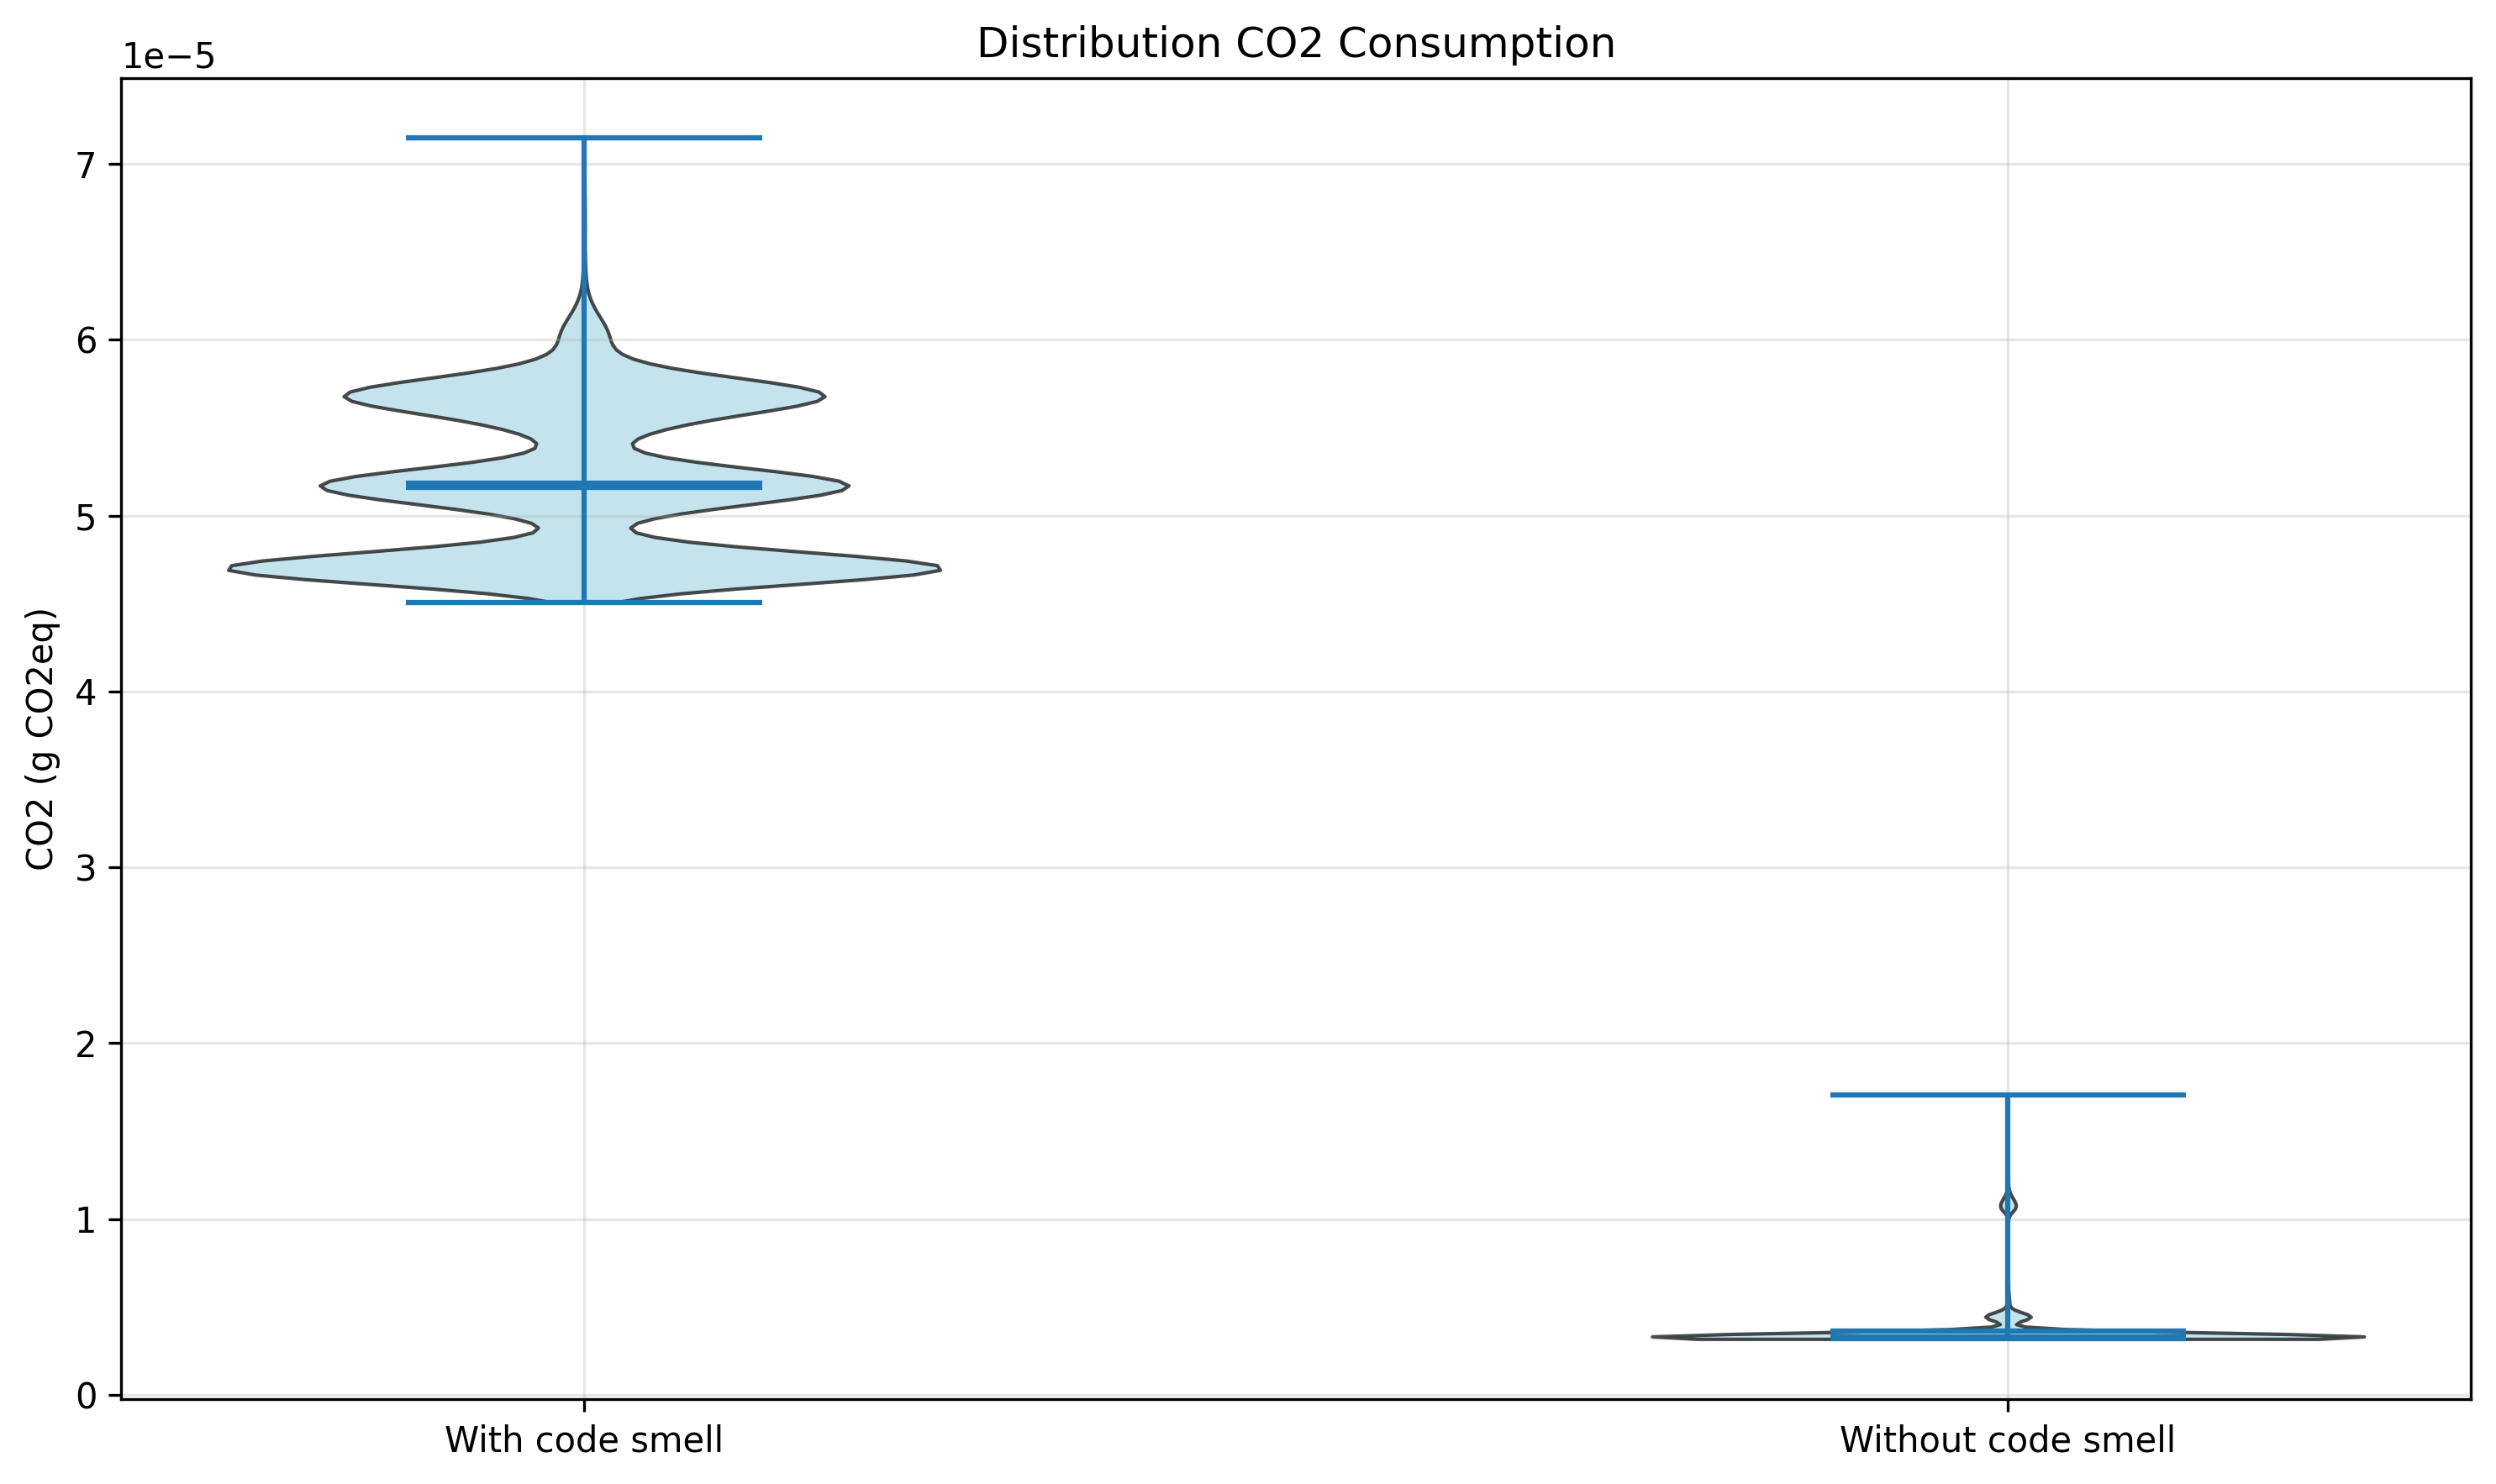 Distribution CO2 Consumption
1e−5
CO2 (g CO2eq)
7
6
5
4
3
2
1
0
With code smell
Without code smell